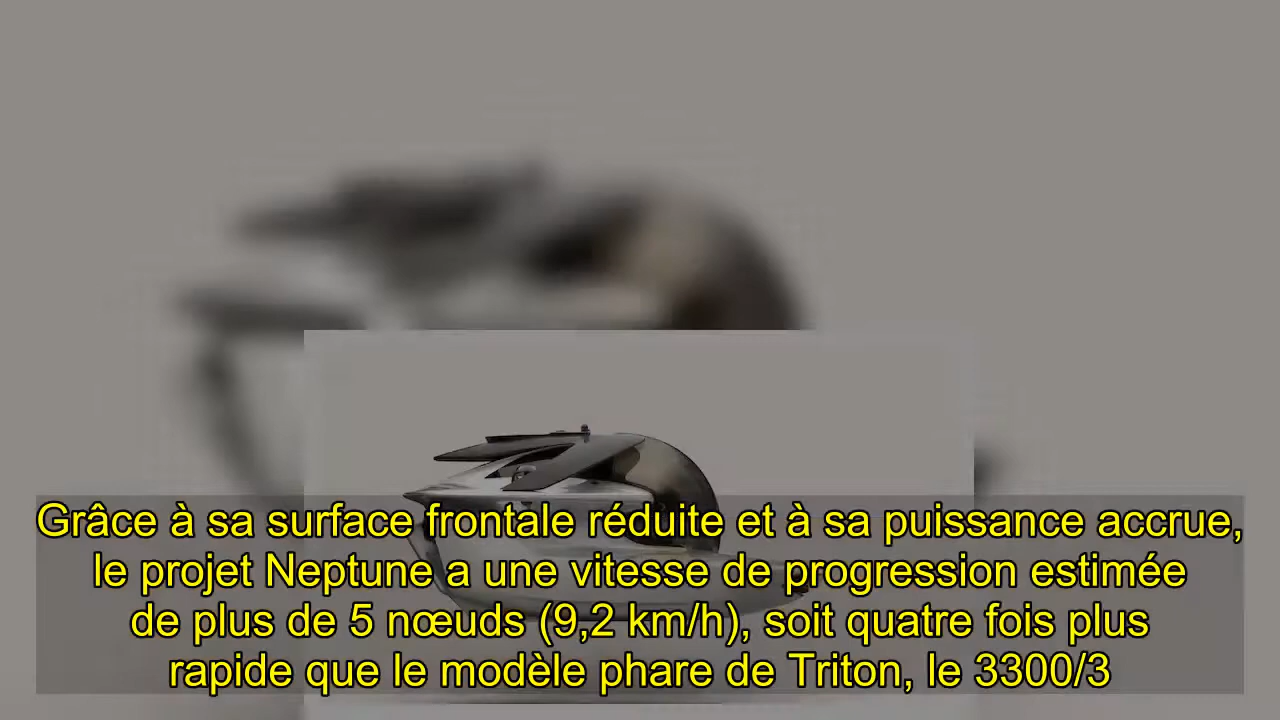 Grâce à sa surface frontale réduite et à sa puissance accrue,
le projet Neptune a une vitesse de progression estimée
de plus de 5 nœuds (9,2 km/h), soit quatre fois plus
rapide que le modèle phare de Triton, le 3300/3